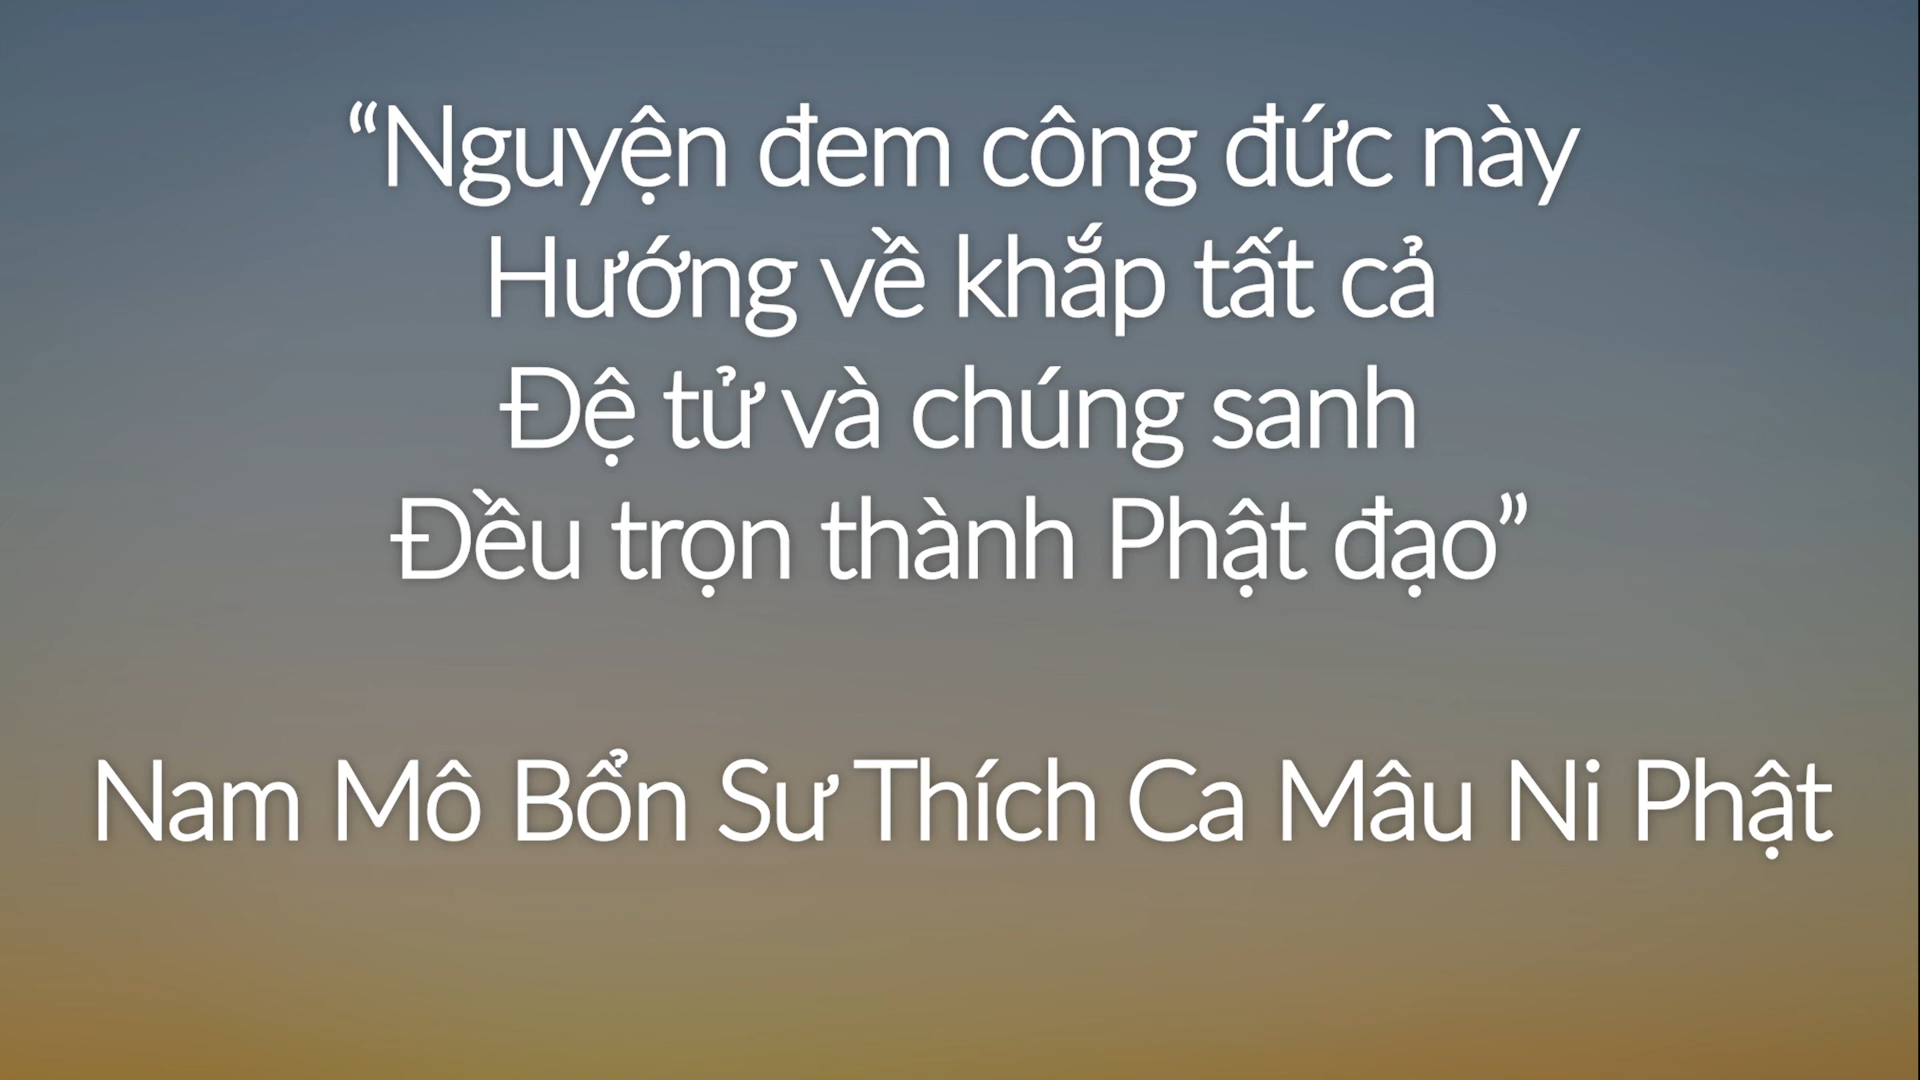 “Nguyện đem công đức này
Hướng về khắp tất cả
Đệ tử và chúng sanh
Đều trọn thành Phật đạo”
Nam Mô Bổn Sư Thích Ca Mâu Ni Phật